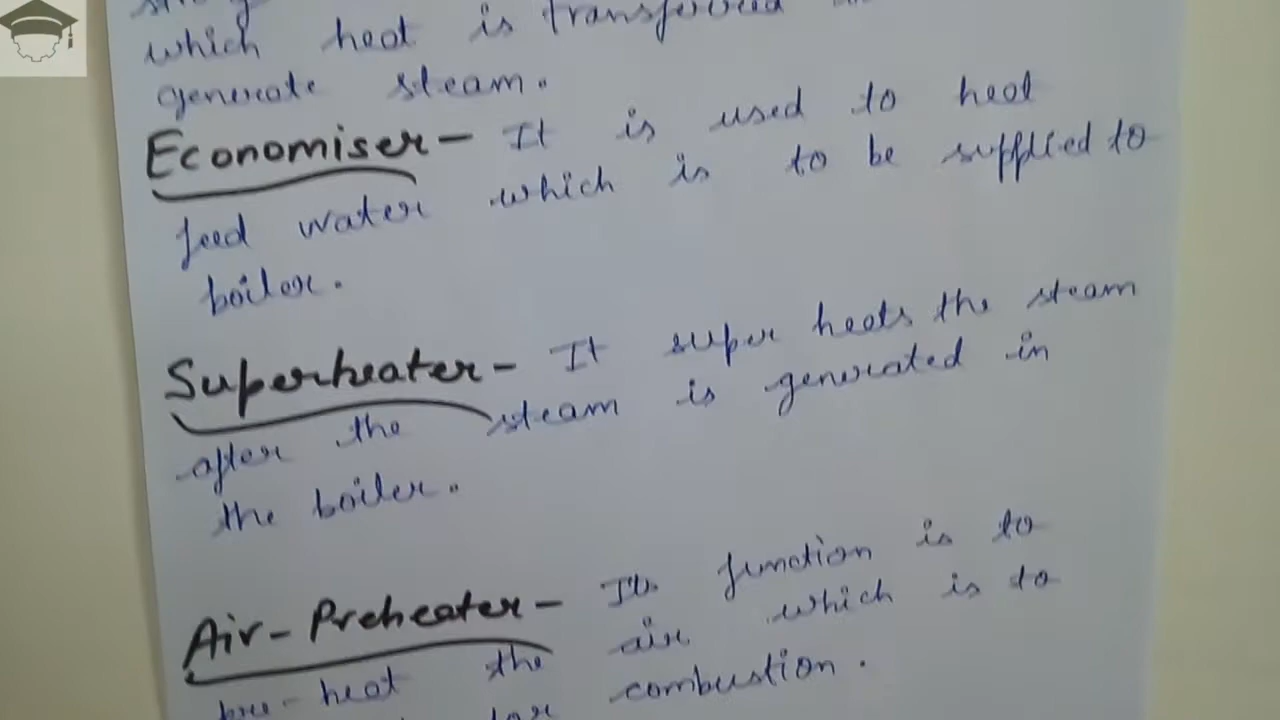 which heat is transferred
generate steam.
Economiser - It is used to heat
feed water which is to be supplied to
boiler.
Superheater - It super heats the steam
after the steam is generated in
the boiler.
Air-Preheater - Its function is to
pre-heat the air which is to
for combustion.